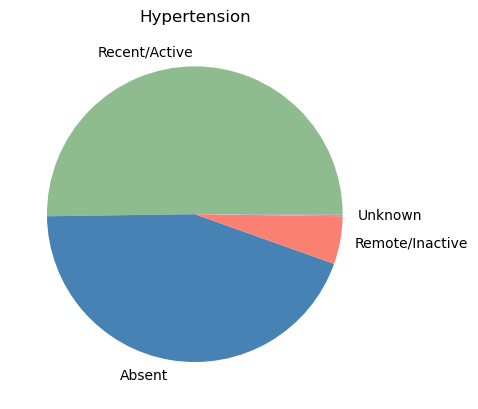 Hypertension
Recent/Active
Unknown
Remote/Inactive
Absent